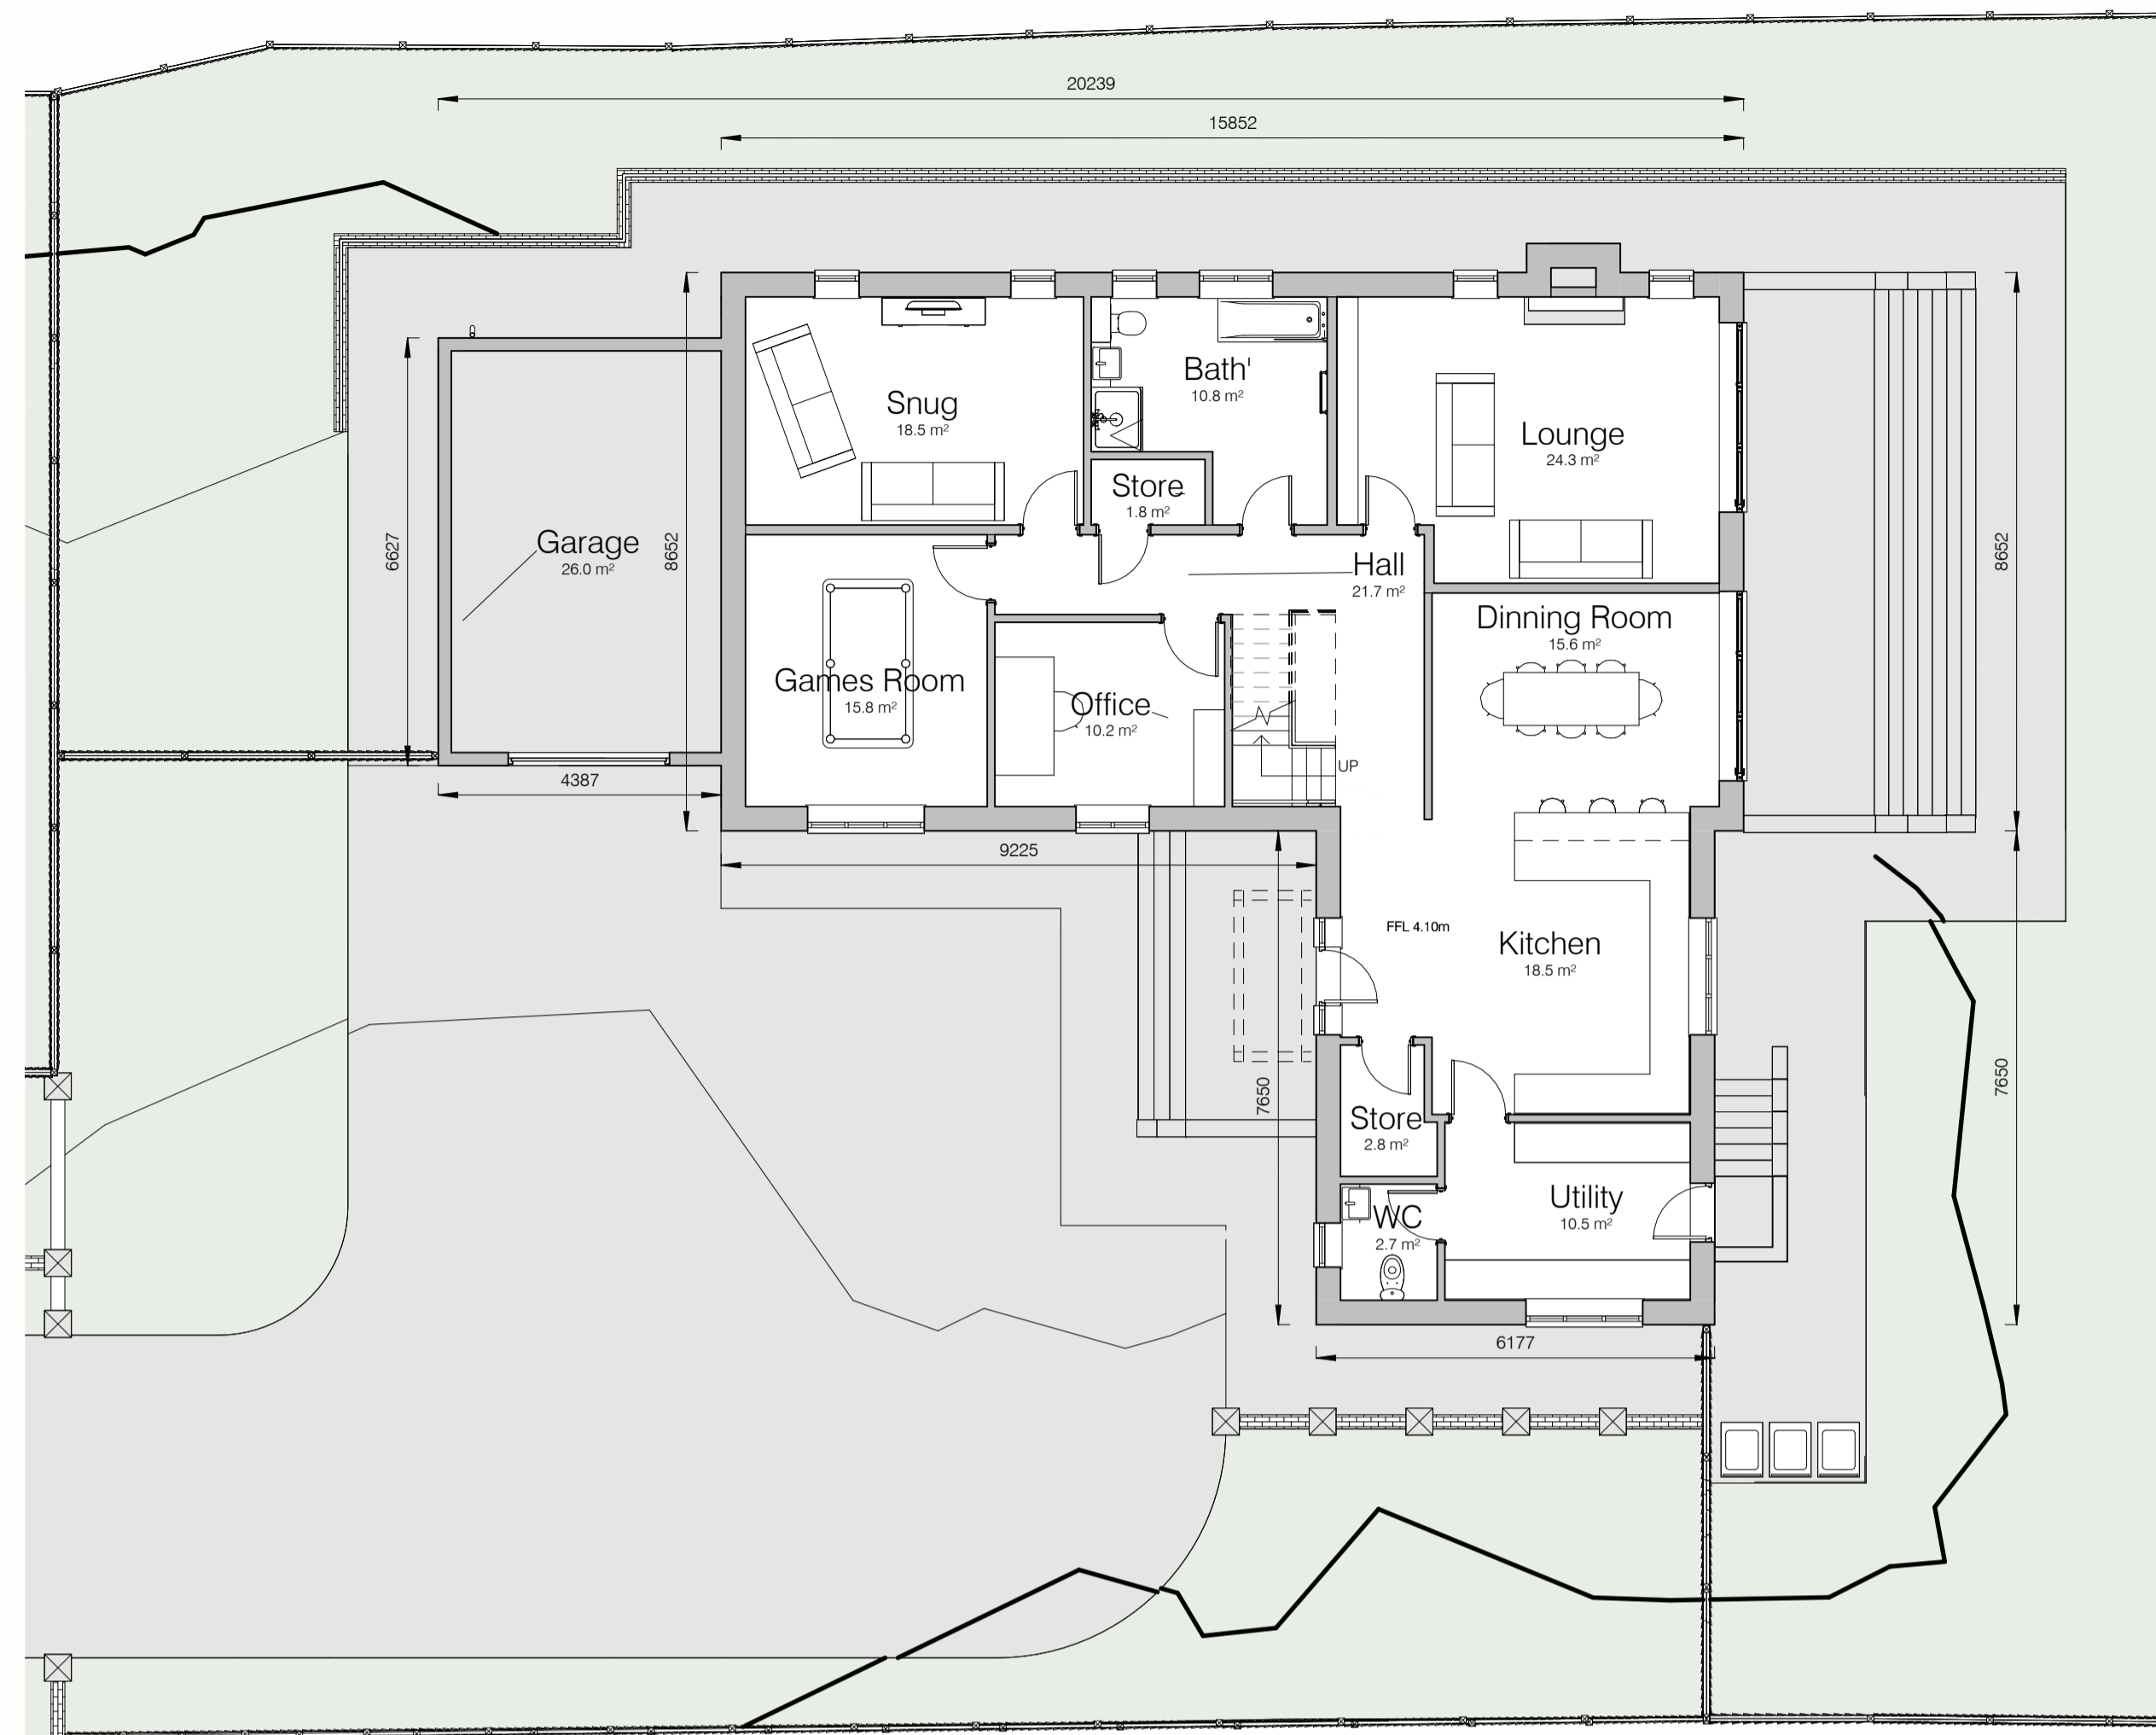 20239
15852
Snug
18.5 m²
Bath'
10.8 m²
Store
1.8 m²
Lounge
24.3 m²
Garage
26.0 m²
6627
8652
8652
Hall
21.7 m²
Dinning Room
15.6 m²
Games Room
15.8 m²
Office
10.2 m²
UP
4387
9225
FFL 4.10m
Kitchen
18.5 m²
7650
7650
Store
2.8 m²
Utility
10.5 m²
WC
2.7 m²
6177